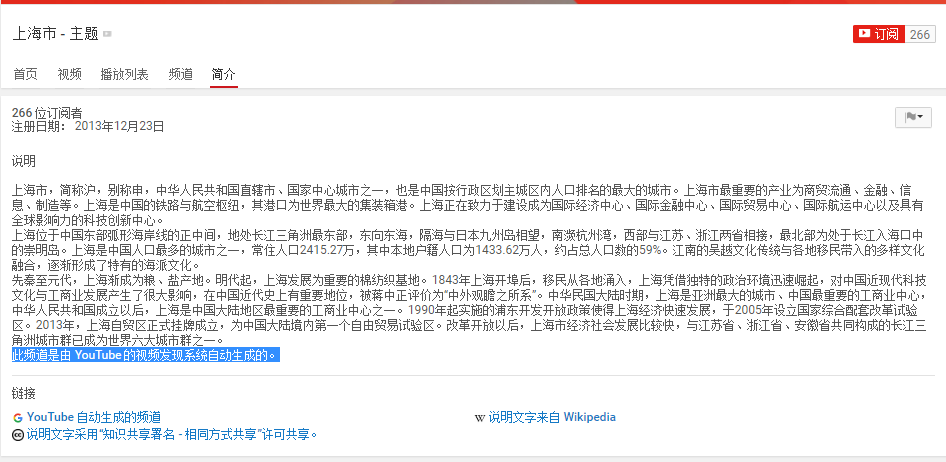 上海市 - 主题
订阅 266
首页 视频 播放列表 频道 简介
266 位订阅者
注册日期： 2013年12月23日
说明
上海市，简称沪，别称申，中华人民共和国直辖市、国家中心城市之一，也是中国按行政区划主城区内人口排名的最大的城市。上海市最重要的产业为商贸流通、金融、信
息、制造等。上海是中国的铁路与航空枢纽，其港口为世界最大的集装箱港。上海正在致力于建设成为国际经济中心、国际金融中心、国际贸易中心、国际航运中心以及具有
全球影响力的科技创新中心。
上海位于中国东部弧形海岸线的正中间，地处长江三角洲最东部，东向东海，隔海与日本九州岛相望，南濒杭州湾，西部与江苏、浙江两省相接，最北部为处于长江入海口中
的崇明岛。上海是中国人口最多的城市之一，常住人口2415.27万，其中本地户籍人口为1433.62万人，约占总人口数的59%。江南的吴越文化传统与各地移民带入的多样文化
融合，逐渐形成了特有的海派文化。
先秦至元代，上海渐成为粮、盐产地。明代起，上海发展为重要的棉纺织基地。1843年上海开埠后，移民从各地涌入，上海凭借独特的政治环境迅速崛起，对中国近现代科技
文化与工商业发展产生了很大影响，在中国近代史上有重要地位，被蒋中正评价为“中外观瞻之所系”。中华民国大陆时期，上海是亚洲最大的城市、中国最重要的工商业中心，
中华人民共和国成立以后，上海是中国大陆地区最重要的工商业中心之一。1990年起实施的浦东开发开放政策使得上海经济快速发展，于2005年设立国家综合配套改革试验
区。2013年，上海自贸区正式挂牌成立，为中国大陆境内第一个自由贸易试验区。改革开放以后，上海市经济社会发展比较快，与江苏省、浙江省、安徽省共同构成的长江三
角洲城市群已成为世界六大城市群之一。
此频道是由 YouTube 的视频发现系统自动生成的。
链接
YouTube 自动生成的频道
W 说明文字来自 Wikipedia
cc 说明文字采用“知识共享署名 - 相同方式共享”许可共享。